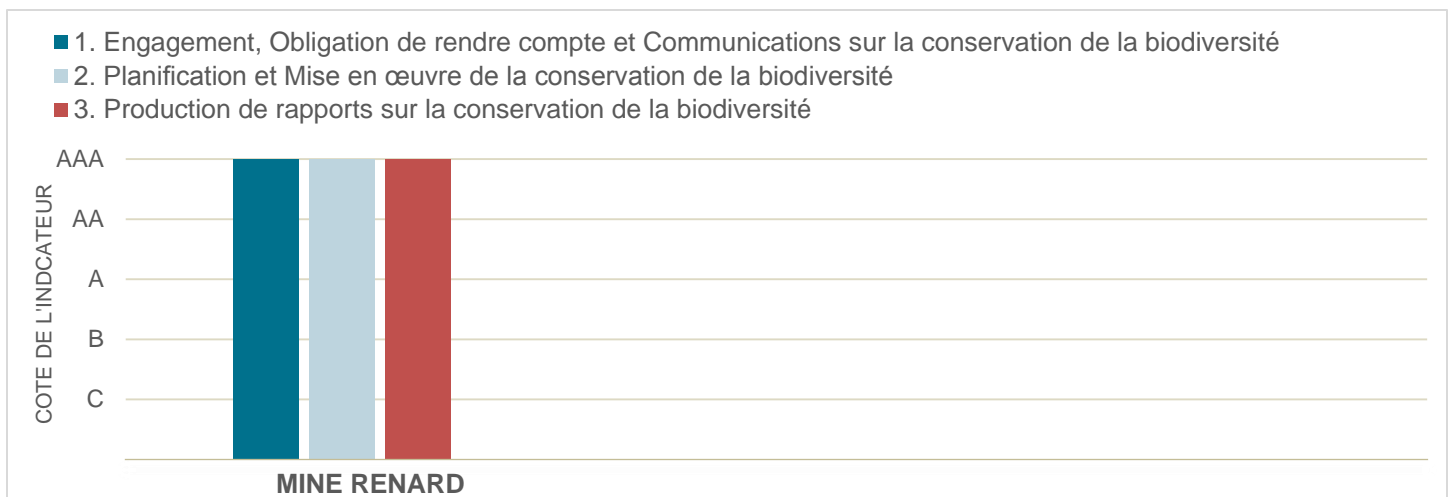 1. Engagement, Obligation de rendre compte et Communications sur la conservation de la biodiversité
2. Planification et Mise en œuvre de la conservation de la biodiversité
3. Production de rapports sur la conservation de la biodiversité
COTE DE L'INDCATEUR
AAA
AA
A
B
C
MINE RENARD